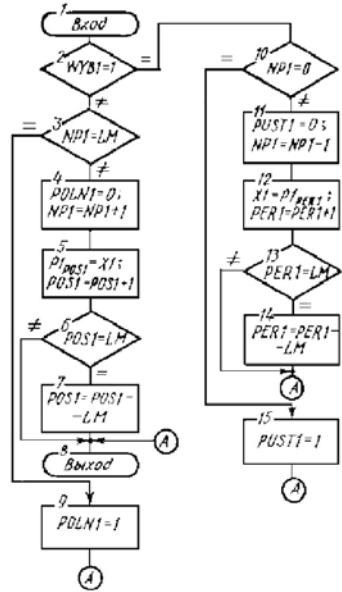 1
Вход
2
WYB1=1
=
≠
3
NP1=LM
=
≠
4
POLN1=0;
NP1=NP1+1
5
P1POS1=X1;
POS1=POS1+1
6
POS1=LM
≠
=
7
POS1=POS1-
-LM
A
8
Выход
9
POLN1=1
A
10
NP1=0
=
≠
11
PUST1=0;
NP1=NP1-1
12
X1=P1PER1;
PER1=PER1+1
13
PER1=LM
≠
=
14
PER1=PER1-
-LM
A
15
PUST1=1
A